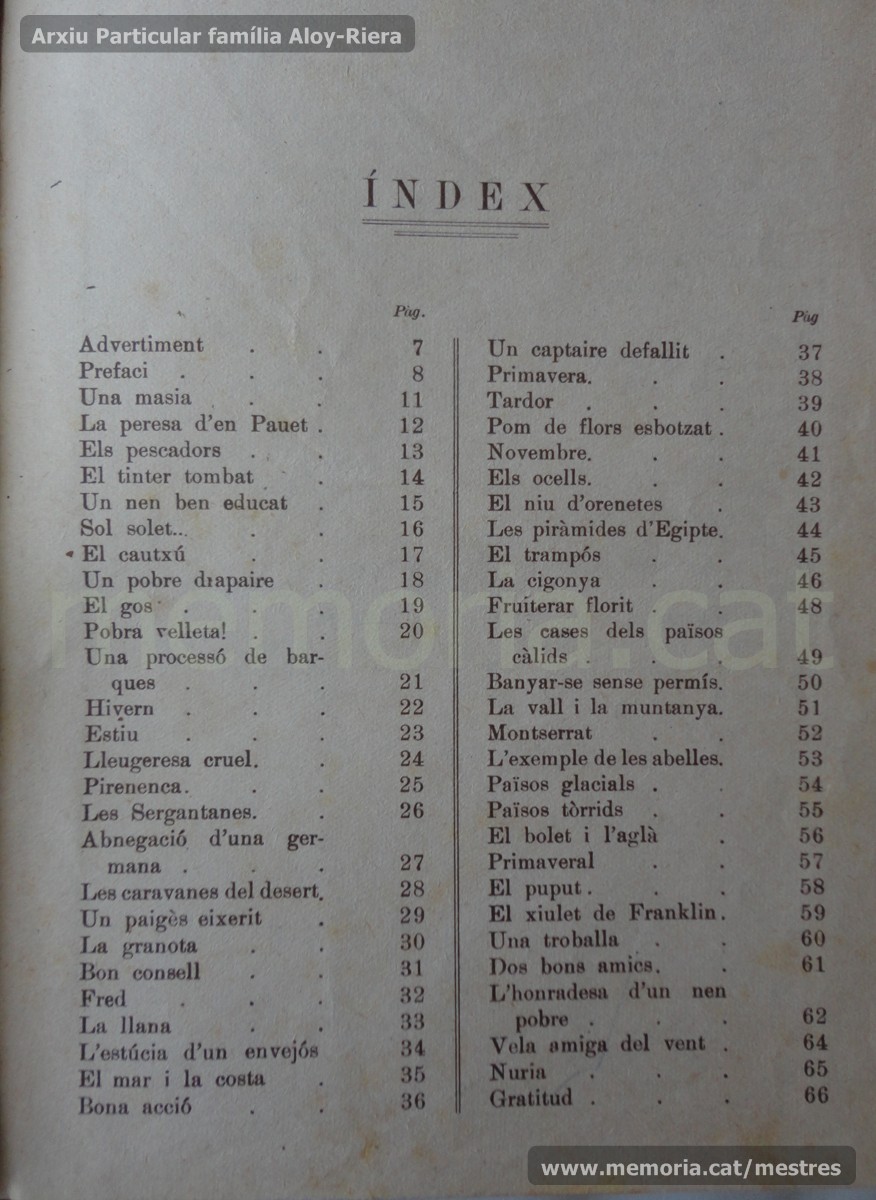 Arxiu Particular família Aloy-Riera
ÍNDEX
Pàg.
Advertiment . . 7
Prefaci . . . 8
Una masia . . 11
La peresa d'en Pauet . 12
Els pescadors . . 13
El tinter tombat . 14
Un nen ben educat . 15
Sol solet... . . 16
El cautxú . . 17
Un pobre drapaire . 18
El gos . . . 19
Pobra velleta! . . 20
Una processó de bar-
ques . . . 21
Hivern . . . 22
Estiu . . . 23
Lleugeresa cruel. . 24
Pirenenca. . . 25
Les Sergantanes. . 26
Abnegació d'una ger-
mana . . . 27
Les caravanes del desert. 28
Un paigès eixerit . 29
La granota . . 30
Bon consell . . 31
Fred . . . 32
La llana . . 33
L'estúcia d'un envejós 34
El mar i la costa . 35
Bona acció . . 36
Pàg
Un captaire defallit . 37
Primavera. . . 38
Tardor . . . 39
Pom de flors esbotzat . 40
Novembre. . . 41
Els ocells. . . 42
El niu d'orenetes . 43
Les piràmides d'Egipte. 44
El trampós . . 45
La cigonya . . 46
Fruiterar florit . . 48
Les cases dels països
càlids . . . 49
Banyar-se sense permís. 50
La vall i la muntanya. 51
Montserrat . . 52
L'exemple de les abelles. 53
Països glacials . . 54
Països tòrrids . . 55
El bolet i l'aglà . 56
Primaveral . . 57
El puput . . . 58
El xiulet de Franklin . 59
Una troballa . . 60
Dos bons amics. . 61
L'honradesa d'un nen
pobre . . . 62
Vela amiga del vent . 64
Nuria . . . 65
Gratitud . . . 66
memoria.cat
www.memoria.cat/mestres